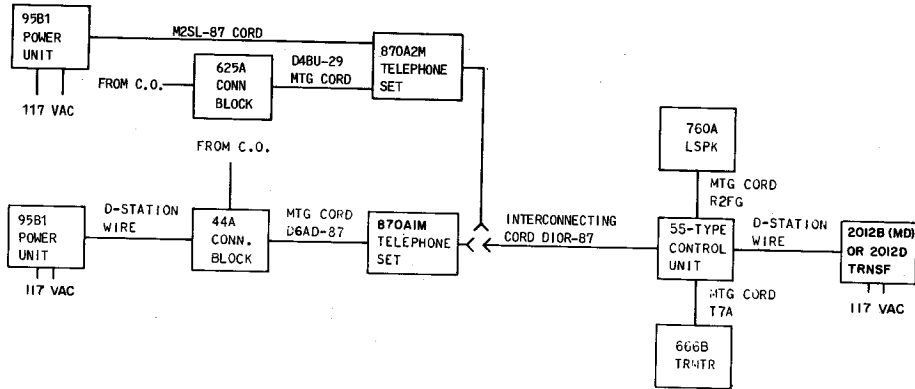 95B1
POWER
UNIT
117 VAC
M2SL-87 CORD
FROM C.O.
625A
CONN
BLOCK
D4BU-29
MTG CORD
870A2M
TELEPHONE
SET
FROM C.O.
95B1
POWER
UNIT
117 VAC
D-STATION
WIRE
44A
CONN.
BLOCK
MTG CORD
D6AD-87
870A1M
TELEPHONE
SET
INTERCONNECTING
CORD D10R-87
760A
LSPK
MTG CORD
R2FG
5S-TYPE
CONTROL
UNIT
D-STATION
WIRE
2012B (MD)
OR 2012D
TRNSF
117 VAC
MTG CORD
T7A
666B
TRMTR